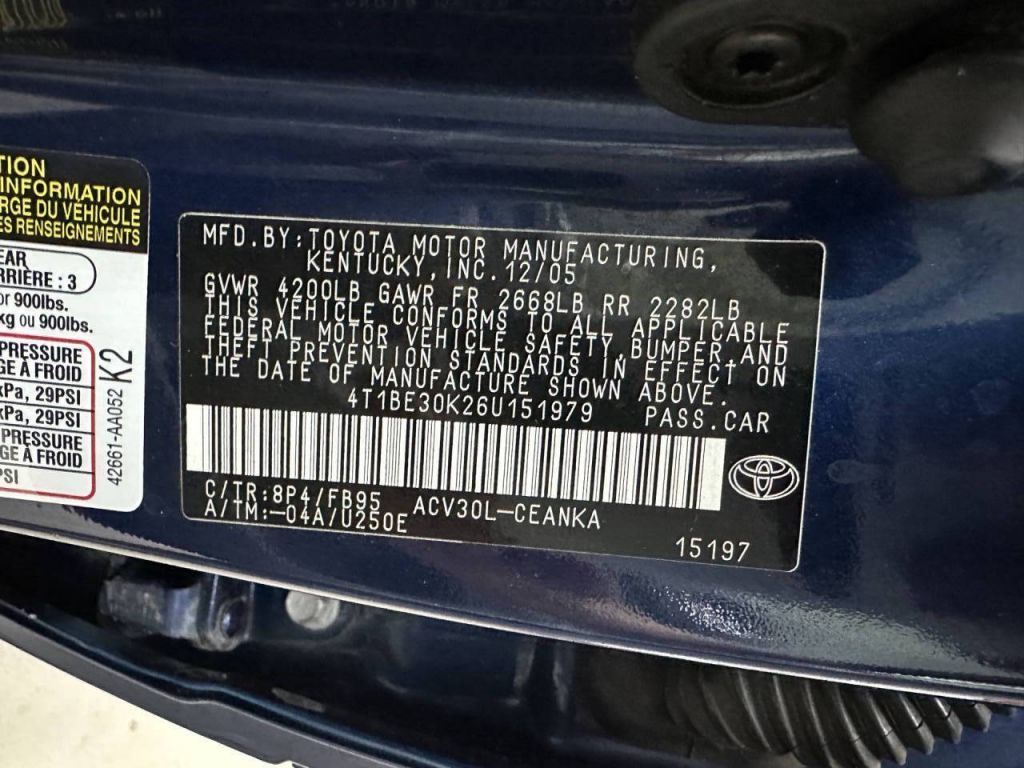 TION
INFORMATION
RGE DU VÉHICULE
ES RENSEIGNEMENTS
EAR
RRIÈRE : 3
or 900lbs.
kg OU 900lbs.
PRESSURE
GE À FROID
kPa, 29PSI
kPa, 29PSI
PRESSURE
GE À FROID
PSI
42661-AA052 K2
MFD.BY:TOYOTA MOTOR MANUFACTURING,
KENTUCKY,INC.12/05
GVWR 4200LB GAWR FR 2668LB RR 2282LB
THIS VEHICLE CONFORMS TO ALL APPLICABLE
FEDERAL MOTOR VEHICLE SAFETY,BUMPER,AND
THEFT PREVENTION STANDARDS IN EFFECT ON
THE DATE OF MANUFACTURE SHOWN ABOVE.
4T1BE30K26U151979 PASS.CAR
C/TR:8P4/FB95 ACV30L-CEANKA
A/TM:-04A/U250E
15197